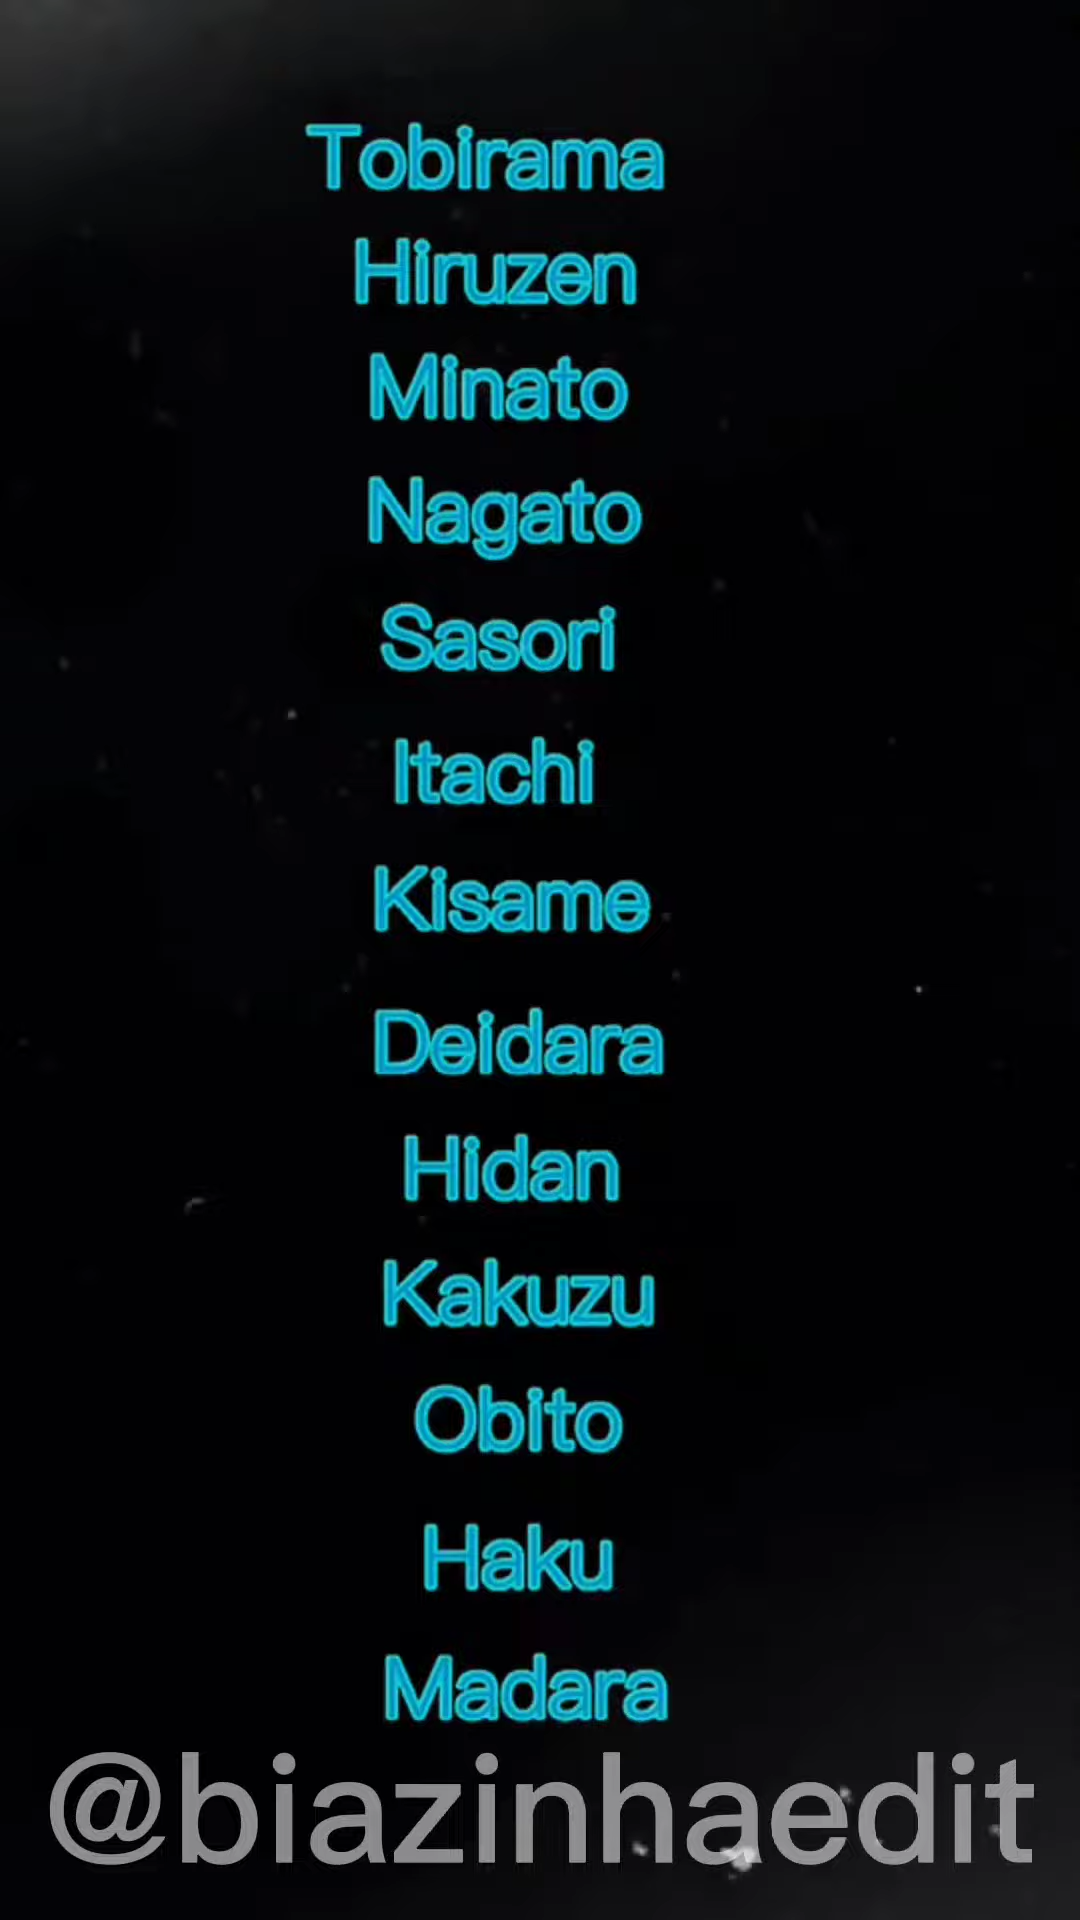 Tobirama
Hiruzen
Minato
Nagato
Sasori
Itachi
Kisame
Deidara
Hidan
Kakuzu
Obito
Haku
Madara
@biazinhaedit